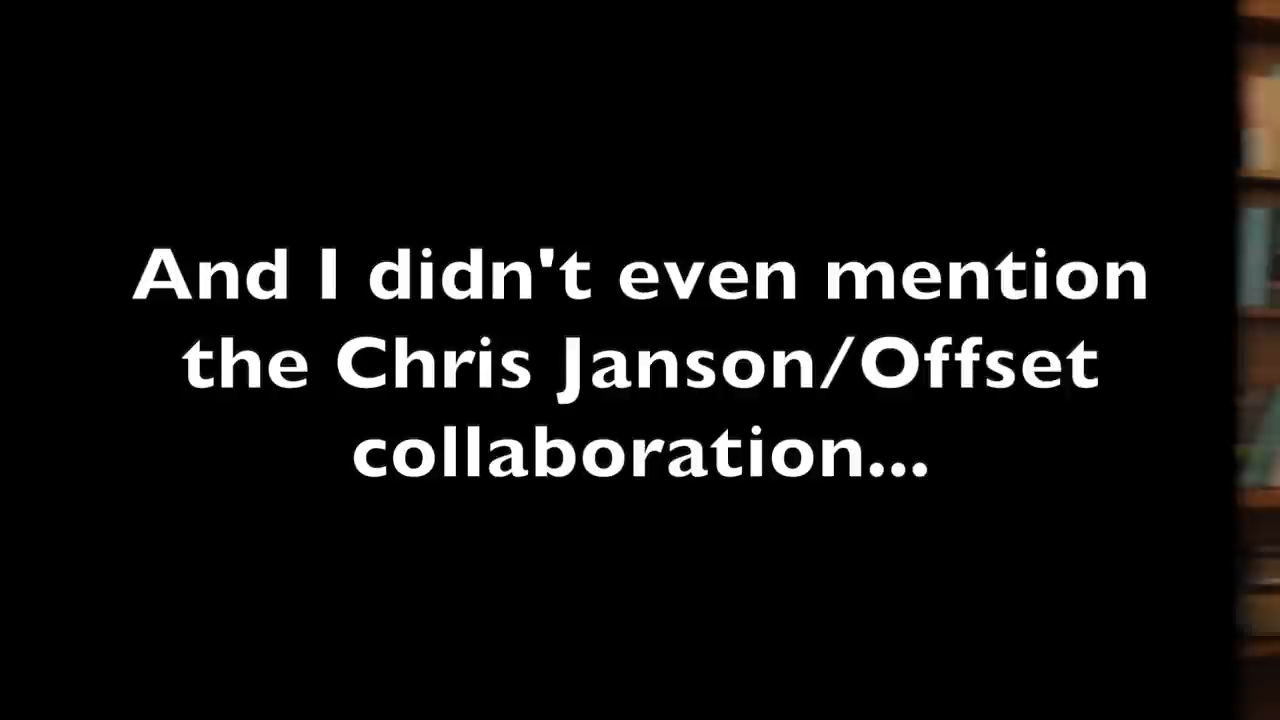 And I didn't even mention
the Chris Janson/Offset
collaboration...